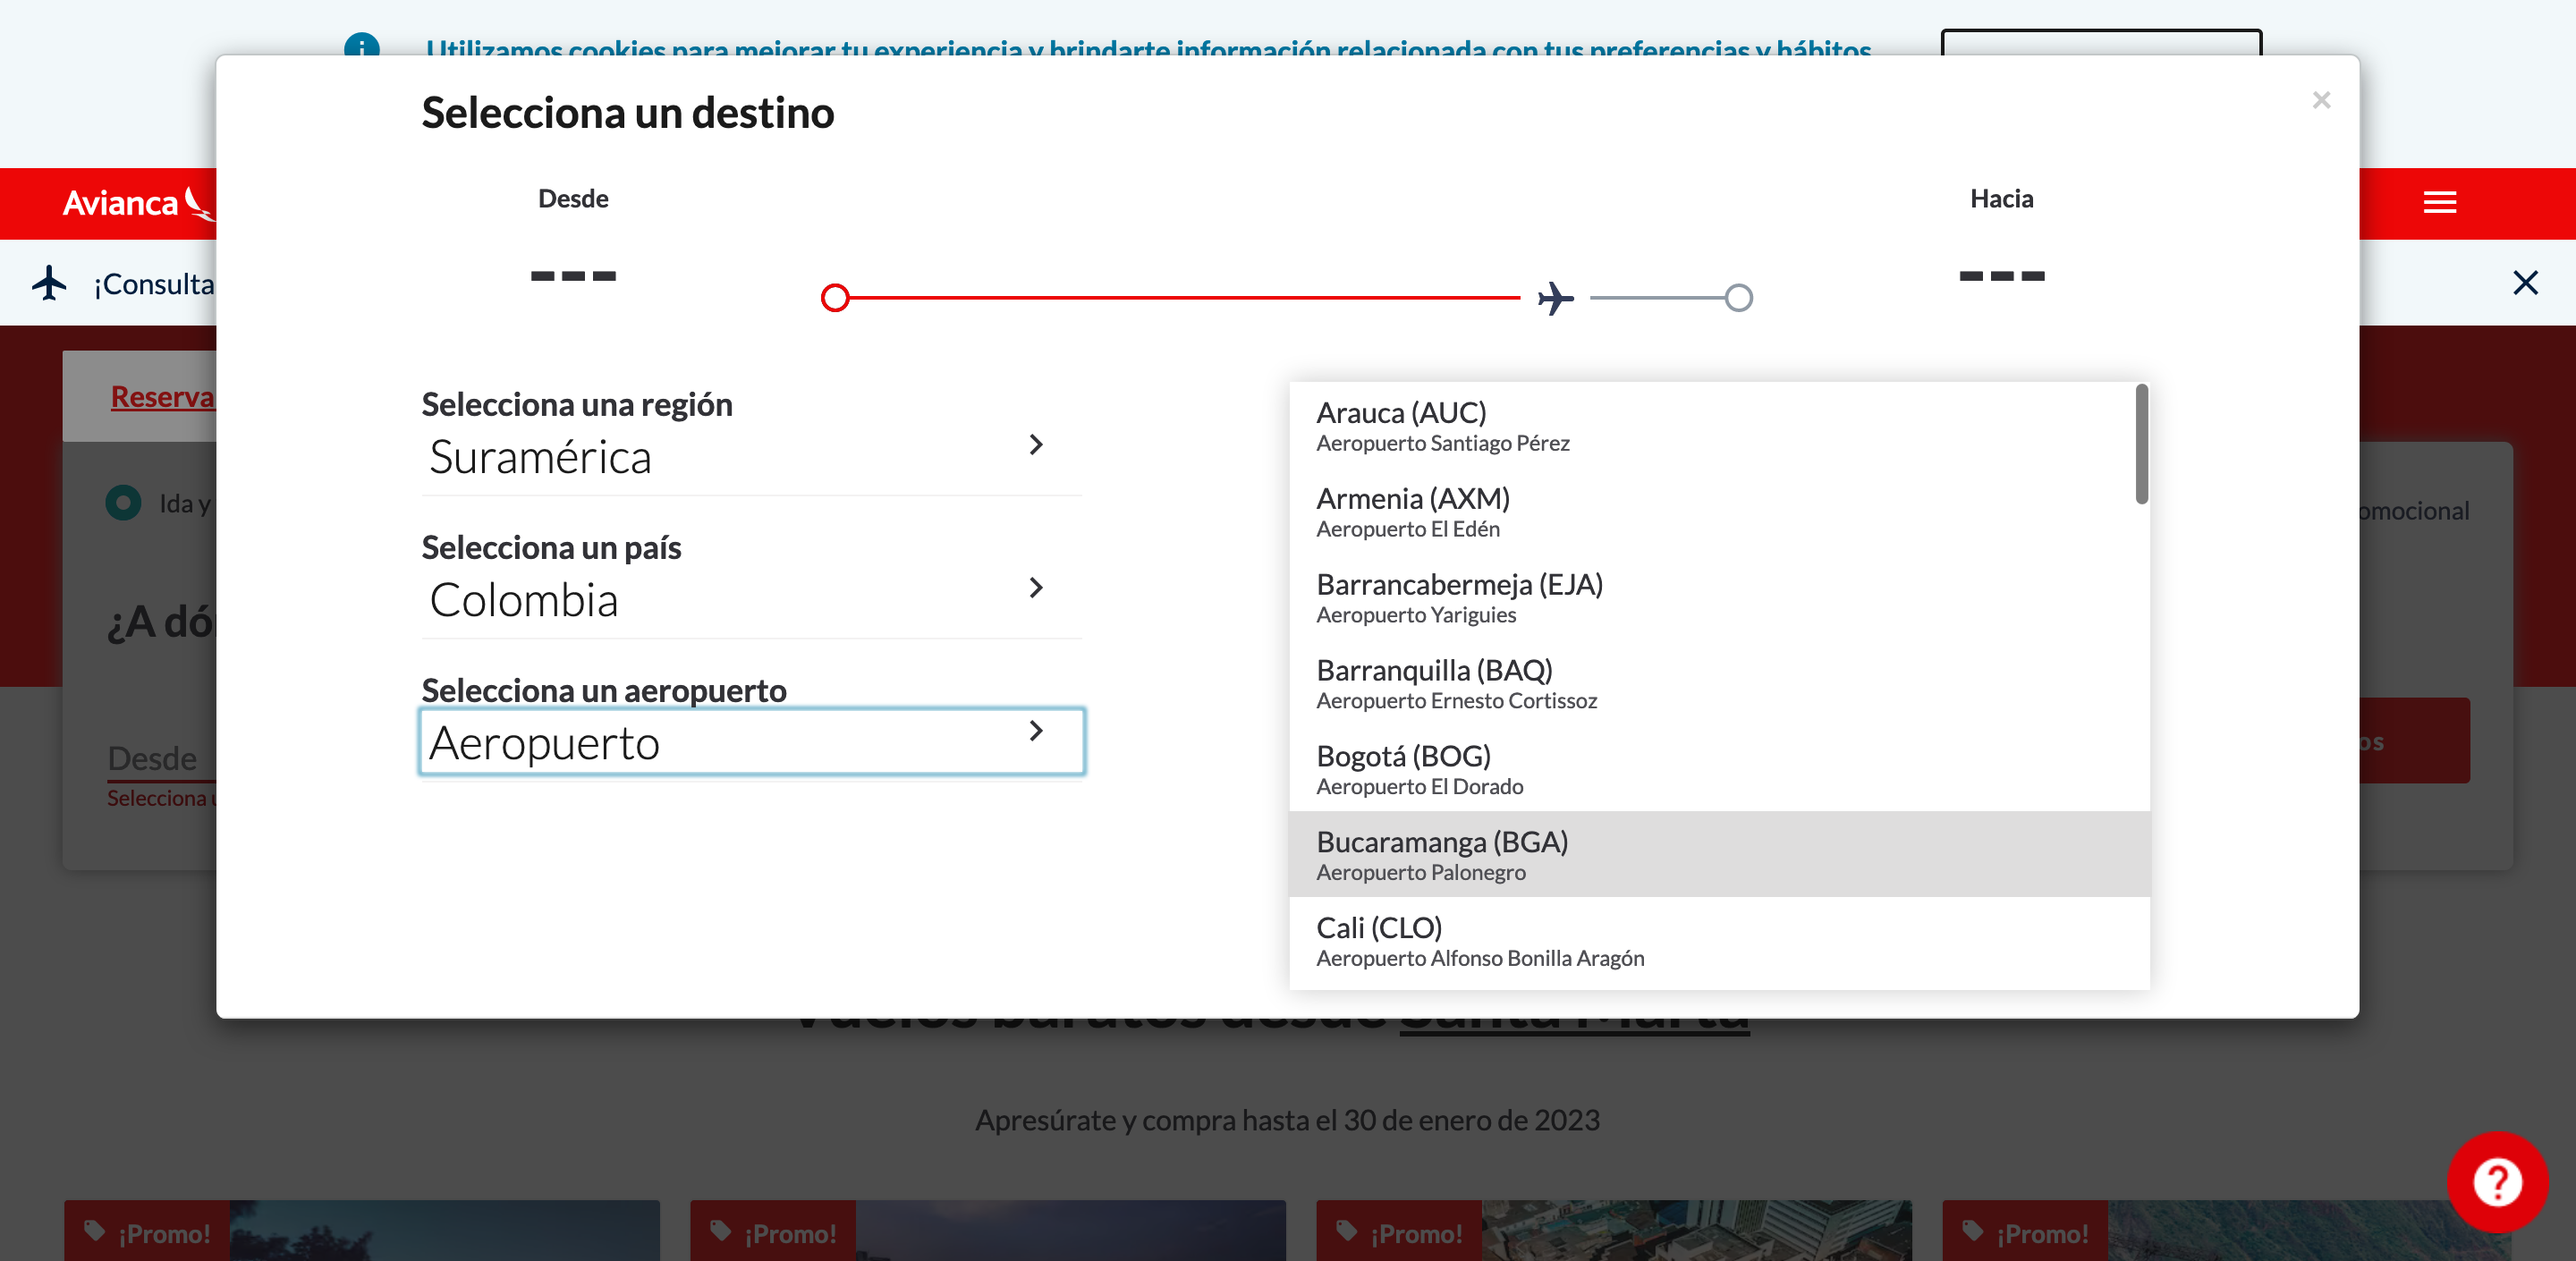 Utilizamos cookies para mejorar tu experiencia y brindarte información relacionada con tus preferencias y hábitos
Selecciona un destino
×
Desde
Hacia
Avianca
---
---
¡Consulta
Reserva
Selecciona una región
Suramérica
Ida y
Selecciona un país
Colombia
¿A
Selecciona un aeropuerto
Aeropuerto
Desde
Selecciona
Arauca (AUC)
Aeropuerto Santiago Pérez
Armenia (AXM)
Aeropuerto El Edén
Barrancabermeja (EJA)
Aeropuerto Yariguies
Barranquilla (BAQ)
Aeropuerto Ernesto Cortissoz
Bogotá (BOG)
Aeropuerto El Dorado
Bucaramanga (BGA)
Aeropuerto Palonegro
Cali (CLO)
Aeropuerto Alfonso Bonilla Aragón
omocional
os
Vuelos baratos desde Santa Marta
Apresúrate y compra hasta el 30 de enero de 2023
¡Promo!
¡Promo!
¡Promo!
¡Promo!
?